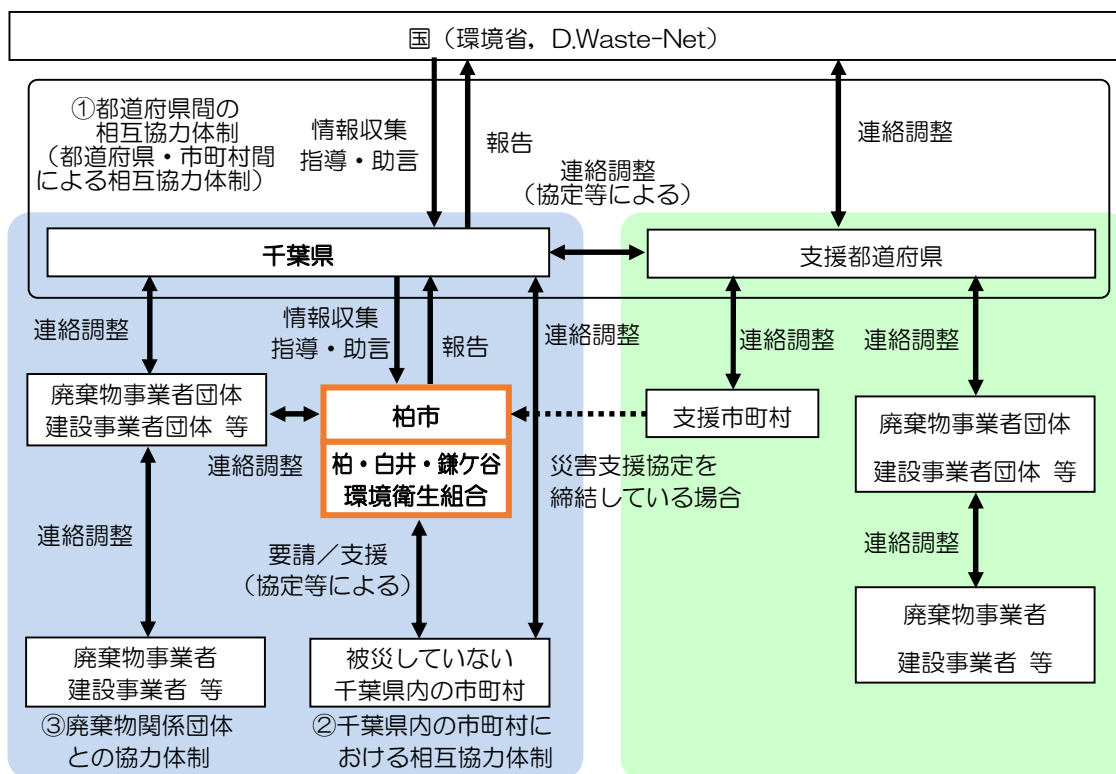 国（環境省，D.Waste-Net）
①都道府県間の
相互協力体制
（都道府県・市町村間
による相互協力体制）
情報収集
指導・助言
報告
連絡調整
（協定等による）
連絡調整
千葉県
支援都道府県
連絡調整
情報収集
指導・助言
報告
連絡調整
連絡調整
連絡調整
廃棄物事業者団体
建設事業者団体 等
連絡調整
柏市
柏・白井・鎌ケ谷
環境衛生組合
支援市町村
災害支援協定を
締結している場合
廃棄物事業者団体
建設事業者団体 等
連絡調整
要請／支援
（協定等による）
連絡調整
廃棄物事業者
建設事業者 等
被災していない
千葉県内の市町村
廃棄物事業者
建設事業者 等
③廃棄物関係団体
との協力体制
②千葉県内の市町村に
おける相互協力体制